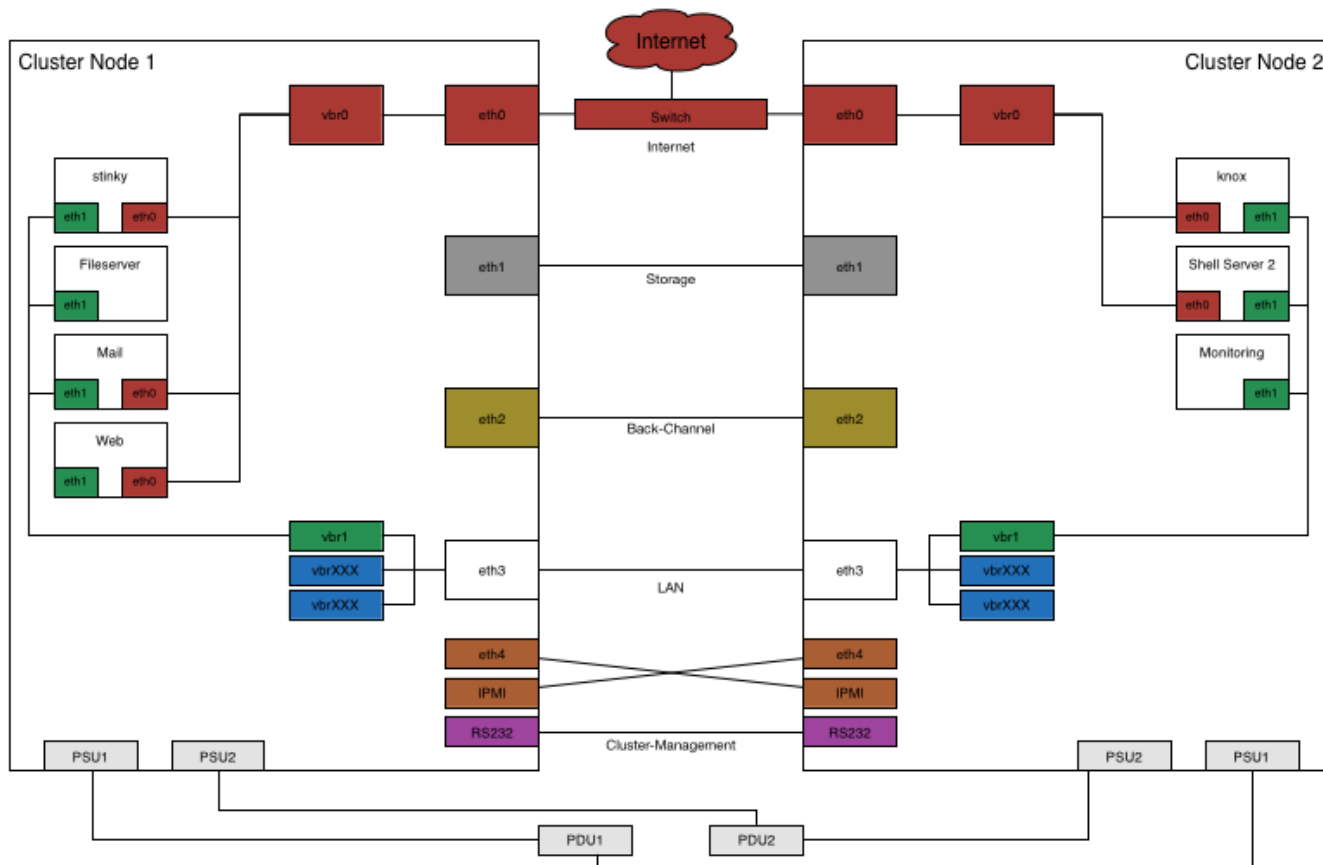 Internet
Cluster Node 1
Cluster Node 2
vbr0
eth0
Switch
eth0
vbr0
Internet
stinky
eth1
eth0
knox
eth0
eth1
Fileserver
eth1
eth1
Storage
eth1
Shell Server 2
eth0
eth1
Mail
eth1
eth0
Monitoring
eth1
eth2
Back-Channel
eth2
Web
eth1
eth0
vbr1
vbrXXX
vbrXXX
eth3
LAN
eth3
vbr1
vbrXXX
vbrXXX
eth4
eth4
IPMI
IPMI
RS232
Cluster-Management
RS232
PSU1
PSU2
PSU2
PSU1
PDU1
PDU2